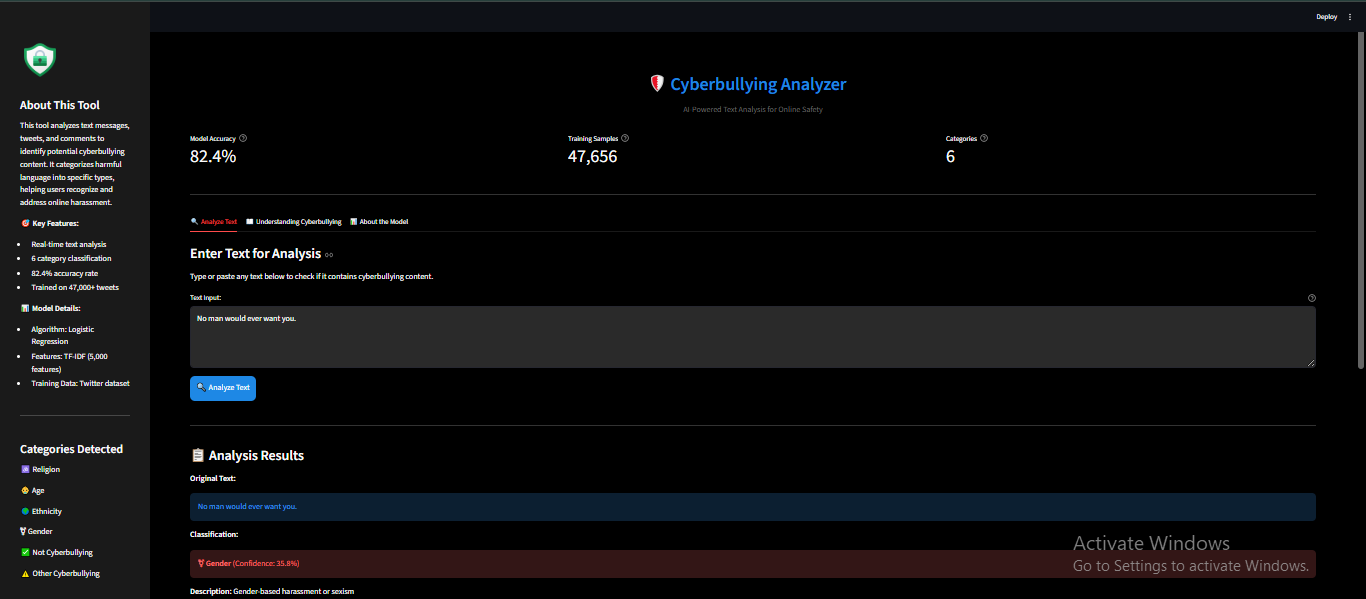 Deploy
About This Tool
This tool analyzes text messages,
tweets, and comments to
identify potential cyberbullying
content. It categorizes harmful
language into specific types,
helping users recognize and
address online harassment.
Key Features:
Real-time text analysis
6 category classification
82.4% accuracy rate
Trained on 47,000+ tweets
Model Details:
Algorithm: Logistic
Regression
Features: TF-IDF (5,000
features)
Training Data: Twitter dataset
Categories Detected
Religion
Age
Ethnicity
Gender
Not Cyberbullying
Other Cyberbullying
Cyberbullying Analyzer
AI-Powered Text Analysis for Online Safety
Model Accuracy
82.4%
Training Samples
47,656
Categories
6
Analyze Text
Understanding Cyberbullying
About the Model
Enter Text for Analysis
Type or paste any text below to check if it contains cyberbullying content.
Text Input:
No man would ever want you.
Analyze Text
Analysis Results
Original Text:
No man would ever want you.
Classification:
Gender (Confidence: 35.8%)
Description: Gender-based harassment or sexism
Activate Windows
Go to Settings to activate Windows.